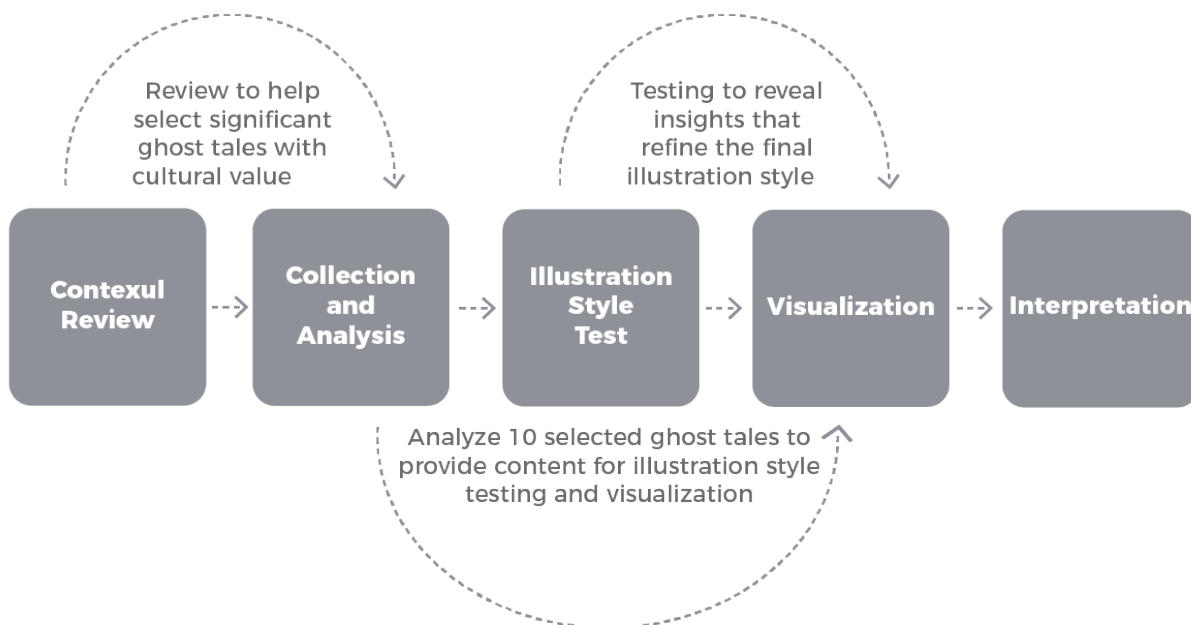 Review to help
select significant
ghost tales with
cultural value
Testing to reveal
insights that
refine the final
illustration style
Contexul
Review
Collection
and
Analysis
Illustration
Style
Test
Visualization
Interpretation
Analyze 10 selected ghost tales to
provide content for illustration style
testing and visualization